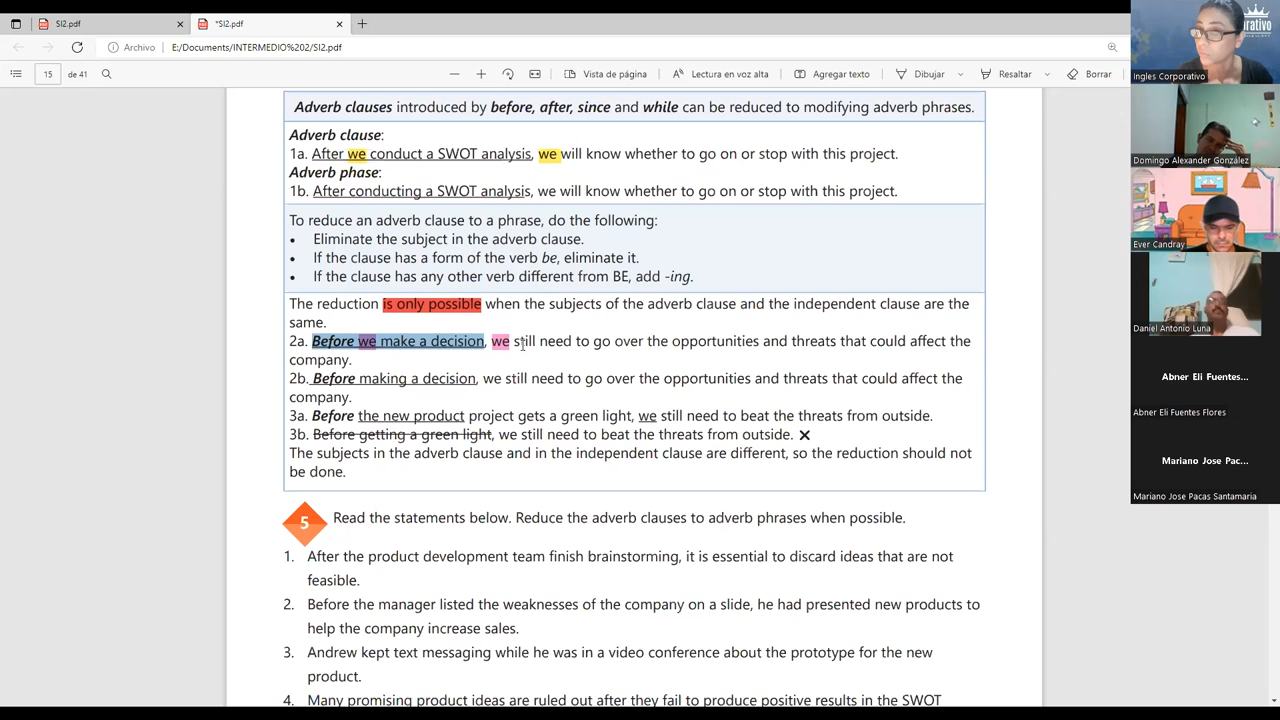 SI2.pdf
*SI2.pdf
Archivo
E:/Documents/INTERMEDIO%202/SI2.pdf
15
de 41
Vista de página
Lectura en voz alta
Agregar texto
Dibujar
Resaltar
Borrar
Adverb clauses introduced by before, after, since and while can be reduced to modifying adverb phrases.
Adverb clause:
1a. After we conduct a SWOT analysis, we will know whether to go on or stop with this project.
Adverb phase:
1b. After conducting a SWOT analysis, we will know whether to go on or stop with this project.
To reduce an adverb clause to a phrase, do the following:
• Eliminate the subject in the adverb clause.
• If the clause has a form of the verb be, eliminate it.
• If the clause has any other verb different from BE, add -ing.
The reduction is only possible when the subjects of the adverb clause and the independent clause are the
same.
2a. Before we make a decision, we still need to go over the opportunities and threats that could affect the
company.
2b. Before making a decision, we still need to go over the opportunities and threats that could affect the
company.
3a. Before the new product project gets a green light, we still need to beat the threats from outside.
3b. Before getting a green light, we still need to beat the threats from outside. ✕
The subjects in the adverb clause and in the independent clause are different, so the reduction should not
be done.
5 Read the statements below. Reduce the adverb clauses to adverb phrases when possible.
1. After the product development team finish brainstorming, it is essential to discard ideas that are not
feasible.
2. Before the manager listed the weaknesses of the company on a slide, he had presented new products to
help the company increase sales.
3. Andrew kept text messaging while he was in a video conference about the prototype for the new
product.
4. Many promising product ideas are ruled out after they fail to produce positive results in the SWOT
rativo
Ingles Corporativo
Domingo Alexander González
Ever Candray
Daniel Antonio Luna
Abner Eli Fuentes...
Abner Eli Fuentes Flores
Mariano Jose Pac...
Mariano Jose Pacas Santamaria